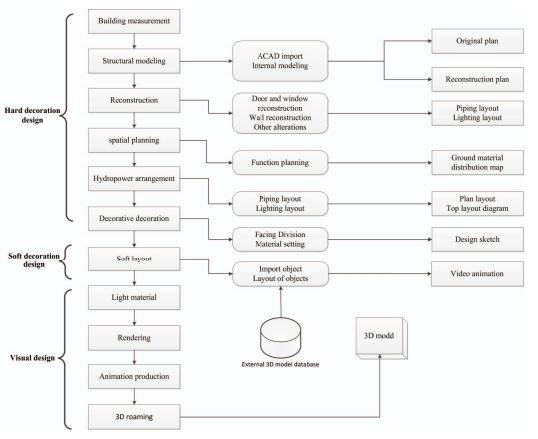 Building measurement
Structural modeling
ACAD import
Internal modeling
Original plan
Reconstruction plan
Hard decoration
design
Reconstruction
Door and window
reconstruction
Wall reconstruction
Other alterations
Piping layout
Lighting layout
spatial planning
Function planning
Ground material
distribution map
Hydropower arrangement
Piping layout
Lighting layout
Plan layout
Top layout diagram
Decorative decoration
Facing Division
Material setting
Design sketch
Soft decoration
design
Soft layout
Import object
Layout of objects
Video animation
Light material
Visual design
Rendering
External 3D model database
3D modd
Animation production
3D roaming